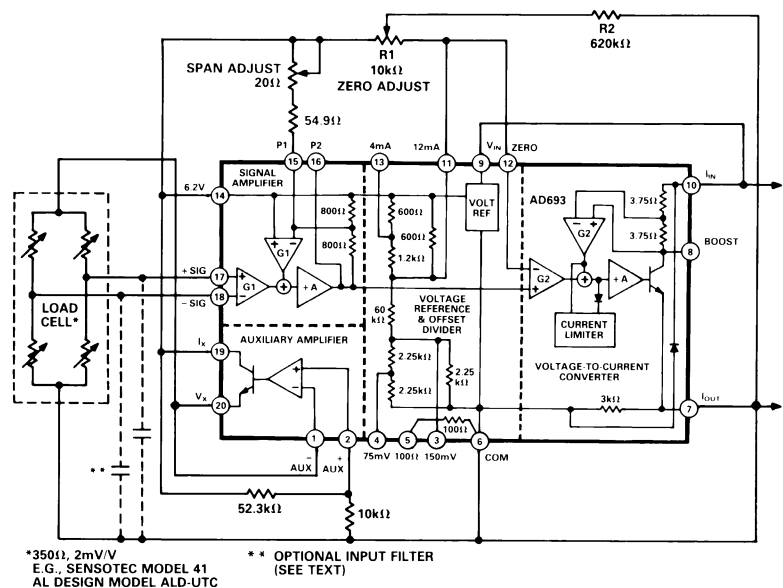 R2
620kΩ
R1
10kΩ
ZERO ADJUST
SPAN ADJUST
20Ω
54.9Ω
P1
P2
4mA
12mA
VIN
ZERO
15
16
13
11
9
12
SIGNAL
AMPLIFIER
6.2V
14
VOLT
REF
AD693
10
IIN
3.75Ω
3.75Ω
800Ω
800Ω
600Ω
600Ω
1.2kΩ
G1
G2
8
BOOST
+ SIG
17
+
−
G1
+
+ A
− SIG
18
−
G2
+
+
+ A
LOAD
CELL*
60
kΩ
VOLTAGE
REFERENCE
& OFFSET
DIVIDER
CURRENT
LIMITER
AUXILIARY AMPLIFIER
IX
19
2.25kΩ
2.25kΩ
2.25
kΩ
VOLTAGE-TO-CURRENT
CONVERTER
3kΩ
VX
20
+
−
7
IOUT
100Ω
1
2
4
5
3
6
−
AUX
+
AUX
75mV
100Ω
150mV
COM
* *
52.3kΩ
10kΩ
*350Ω, 2mV/V
E.G., SENSOTEC MODEL 41
AL DESIGN MODEL ALD-UTC
* * OPTIONAL INPUT FILTER
(SEE TEXT)